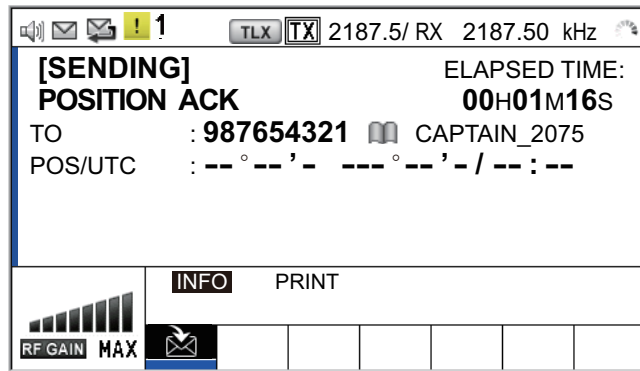 ! 1 TLX TX 2187.5/ RX 2187.50 kHz
[SENDING] ELAPSED TIME:
POSITION ACK 00H01M16S
TO : 987654321 CAPTAIN_2075
POS/UTC : --°--'- ---°--'-/--:--
INFO PRINT
RF GAIN MAX